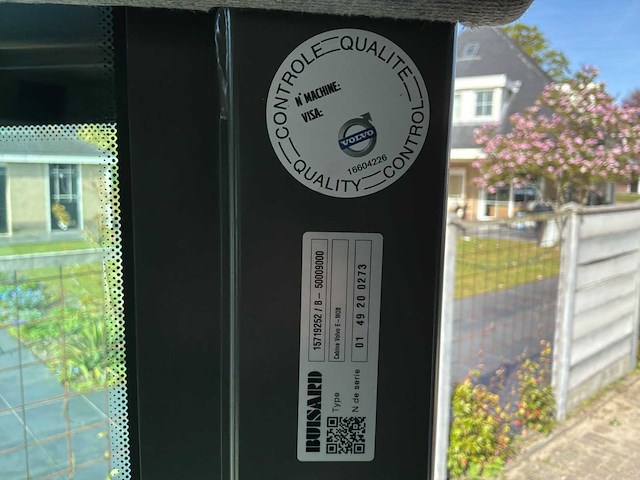 CONTROLE QUALITE
N° MACHINE:
VISA:
VOLVO
16604226
QUALITY CONTROL
BUISARD
Type
15719252 / B - 50009000
Cabine Volvo E-MOB
N de serie
01 49 20 0273